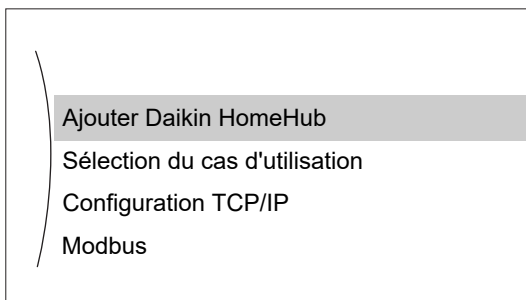 Ajouter Daikin HomeHub
Sélection du cas d'utilisation
Configuration TCP/IP
Modbus